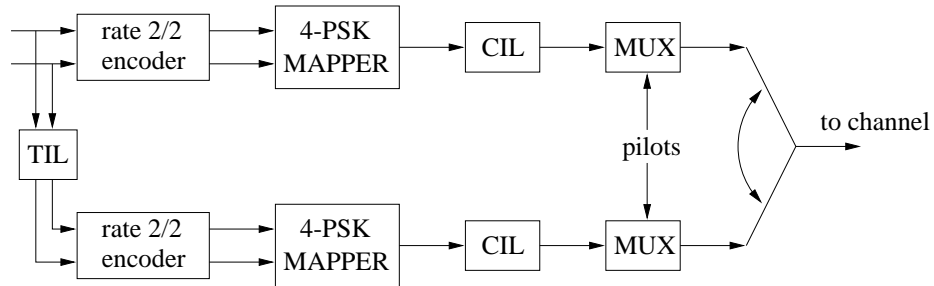 rate 2/2
encoder
4-PSK
MAPPER
CIL
MUX
to channel
TIL
pilots
rate 2/2
encoder
4-PSK
MAPPER
CIL
MUX